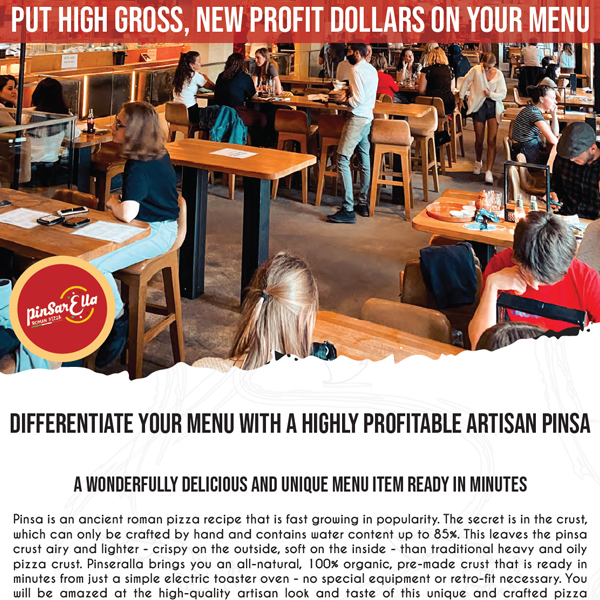 PUT HIGH GROSS, NEW PROFIT DOLLARS ON YOUR MENU
pinSarElla
ROMAN PIZZA
DIFFERENTIATE YOUR MENU WITH A HIGHLY PROFITABLE ARTISAN PINSA
A WONDERFULLY DELICIOUS AND UNIQUE MENU ITEM READY IN MINUTES
Pinsa is an ancient roman pizza recipe that is fast growing in popularity. The secret is in the crust,
which can only be crafted by hand and contains water content up to 85%. This leaves the pinsa
crust airy and lighter - crispy on the outside, soft on the inside - than traditional heavy and oily
pizza crust. Pinseralla brings you an all-natural, 100% organic, pre-made crust that is ready in
minutes from just a simple electric toaster oven - no special equipment or retro-fit necessary. You
will be amazed at the high-quality artisan look and taste of this unique and crafted pizza